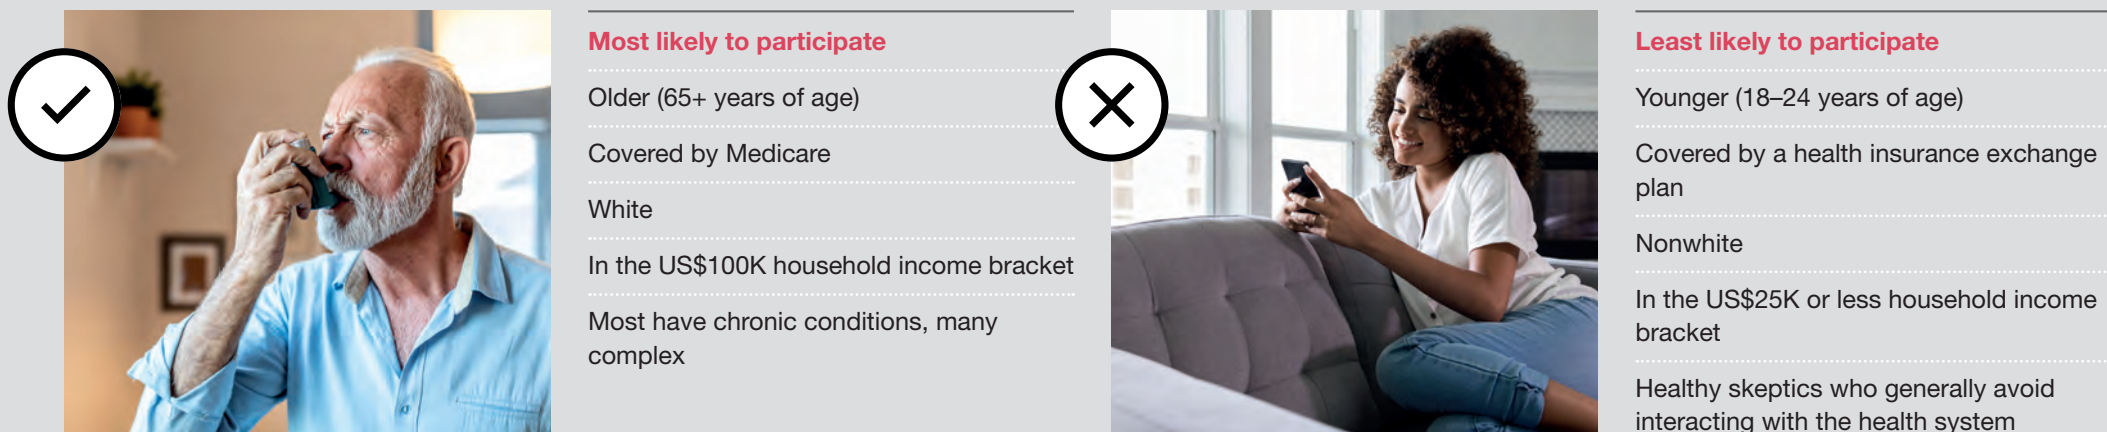 Most likely to participate
Older (65+ years of age)
Covered by Medicare
White
In the US$100K household income bracket
Most have chronic conditions, many
complex
Least likely to participate
Younger (18–24 years of age)
Covered by a health insurance exchange
plan
Nonwhite
In the US$25K or less household income
bracket
Healthy skeptics who generally avoid
interacting with the health system